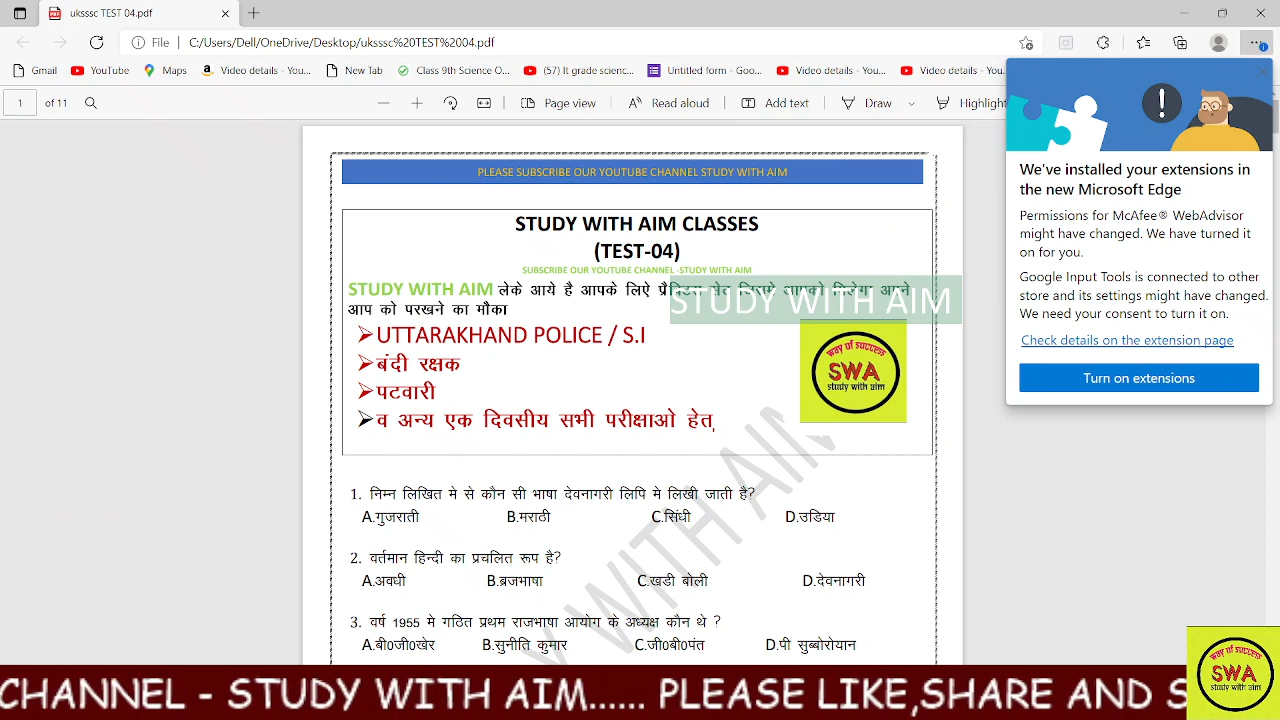 uksssc TEST 04.pdf
File C:/Users/Dell/OneDrive/Desktop/uksssc%20TEST%2004.pdf
Gmail YouTube Maps Video details - You... New Tab Class 9th Science O... (57) lt grade scienc... Untitled form - Goo... Video details - You... Video details - You...
1 of 11 Page view Read aloud Add text Draw Highlight
We've installed your extensions in
the new Microsoft Edge
Permissions for McAfee® WebAdvisor
might have changed. We have turned it
on for you.
Google Input Tools is connected to other
store and its settings might have changed.
We need your consent to turn it on.
Check details on the extension page
Turn on extensions
PLEASE SUBSCRIBE OUR YOUTUBE CHANNEL STUDY WITH AIM
STUDY WITH AIM CLASSES
(TEST-04)
SUBSCRIBE OUR YOUTUBE CHANNEL -STUDY WITH AIM
STUDY WITH AIM लेके आये है आपके लिऐ
STUDY WITH AIM
आप को परखने का मौका
UTTARAKHAND POLICE / S.I
बंदी रक्षक
पटवारी
व अन्य एक दिवसीय सभी परीक्षाओ हेतु
way of success
SWA
study with aim
1. निम्न लिखित मे से कौन सी भाषा देवनागरी लिपि मे लिखी जाती है?
A.गुजराती B.मराठी C.सिंधी D.उडिया
2. वर्तमान हिन्दी का प्रचलित रूप है?
A.अवधी B.ब्रजभाषा C.खडी बोली D.देवनागरी
3. वर्ष 1955 मे गठित प्रथम राजभाषा आयोग के अध्यक्ष कौन थे ?
A.बी0जी0खेर B.सुनीति कुमार C.जी0बी0पंत D.पी सुब्बोरोयान
Y WITH AIM
CHANNEL - STUDY WITH AIM...... PLEASE LIKE,SHARE AND S
way of success
SWA
study with aim